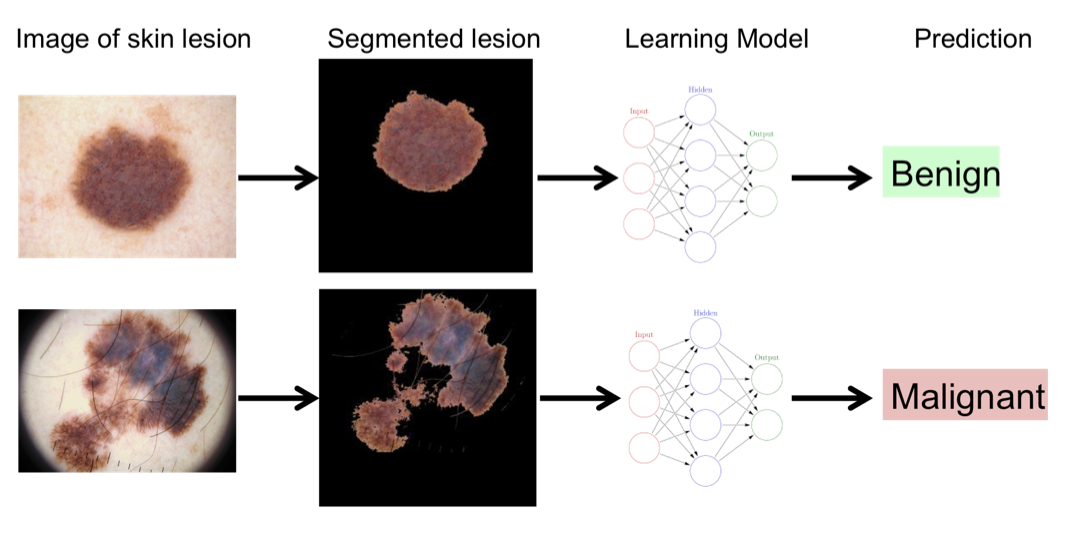 Image of skin lesion
Segmented lesion
Learning Model
Prediction
Input
Hidden
Output
Benign
Input
Hidden
Output
Malignant